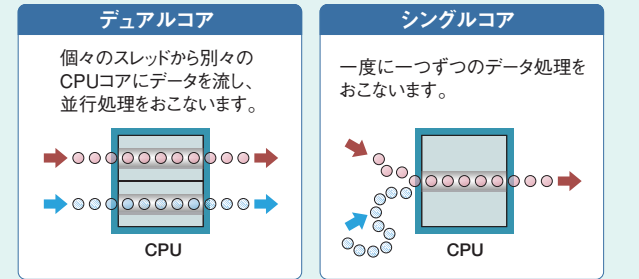 デュアルコア
個々のスレッドから別々の
CPUコアにデータを流し、
並行処理をおこないます。
CPU
シングルコア
一度に一つずつのデータ処理を
おこないます。
CPU